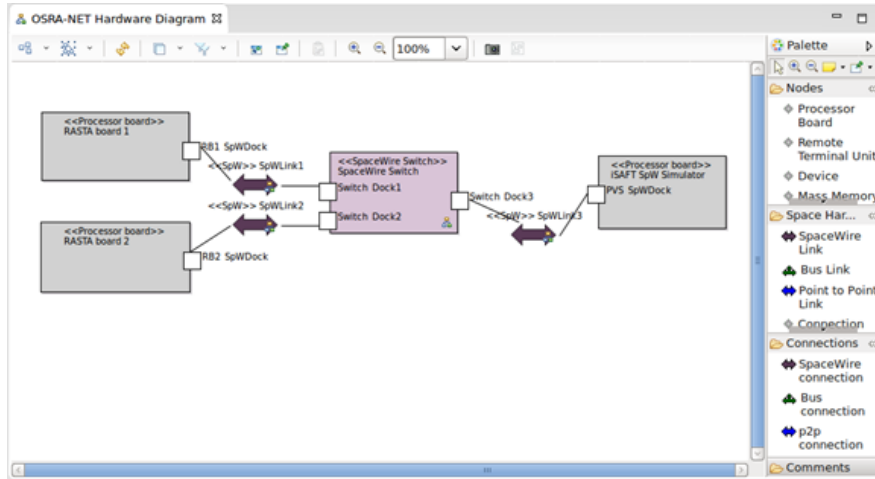 OSRA-NET Hardware Diagram
100%
Palette
<<Processor board>>
RASTA board 1
RB1 SpWDock
<<SpW>> SpWLink1
<<SpaceWire Switch>>
SpaceWire Switch
Switch Dock1
Switch Dock2
Switch Dock3
<<SpW>> SpWLink2
<<Processor board>>
RASTA board 2
RB2 SpWDock
<<SpW>> SpWLink3
<<Processor board>>
iSAFT SpW Simulator
PVS SpWDock
Nodes
Processor
Board
Remote
Terminal Unit
Device
Mass Memory
Space Har...
SpaceWire
Link
Bus Link
Point to Point
Link
Connection
Connections
SpaceWire
connection
Bus
connection
p2p
connection
Comments